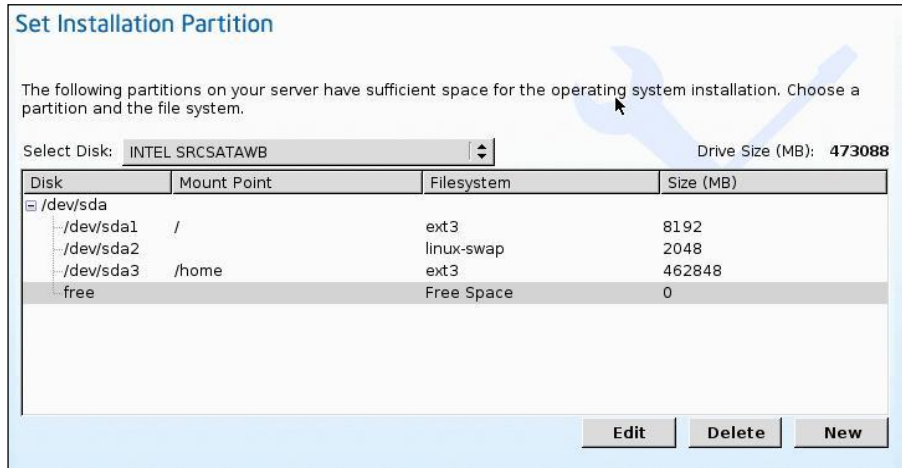 Set Installation Partition
The following partitions on your server have sufficient space for the operating system installation. Choose a
partition and the file system.
Select Disk: INTEL SRCSATAWB Drive Size (MB): 473088
Disk Mount Point Filesystem Size (MB)
/dev/sda
/dev/sda1 / ext3 8192
/dev/sda2 linux-swap 2048
/dev/sda3 /home ext3 462848
free Free Space 0
Edit Delete New